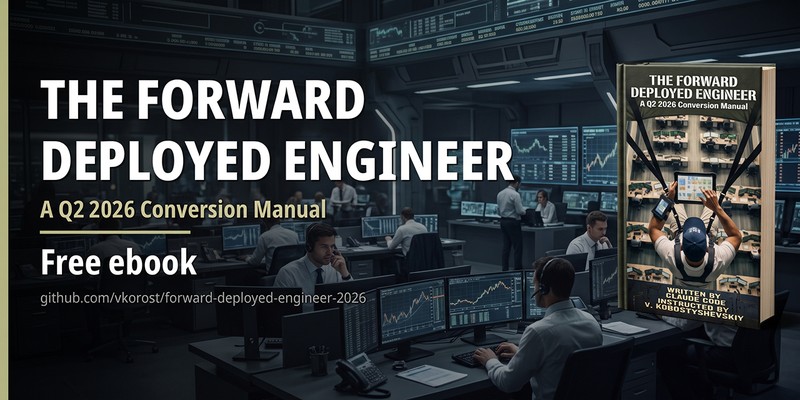 THE FORWARD
DEPLOYED ENGINEER
A Q2 2026 Conversion Manual
Free ebook
github.com/vkorost/forward-deployed-engineer-2026
THE FORWARD
DEPLOYED ENGINEER
A Q2 2026 Conversion Manual
WRITTEN BY
CLAUDE CODE
INSTRUCTED BY
V. KOBOSTYSHEVSKIY